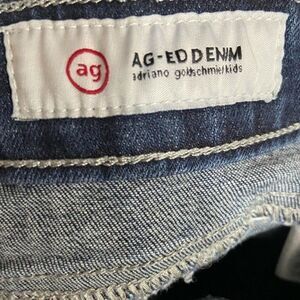 ag
AG-ED DENIM
adriano goldschmied kids